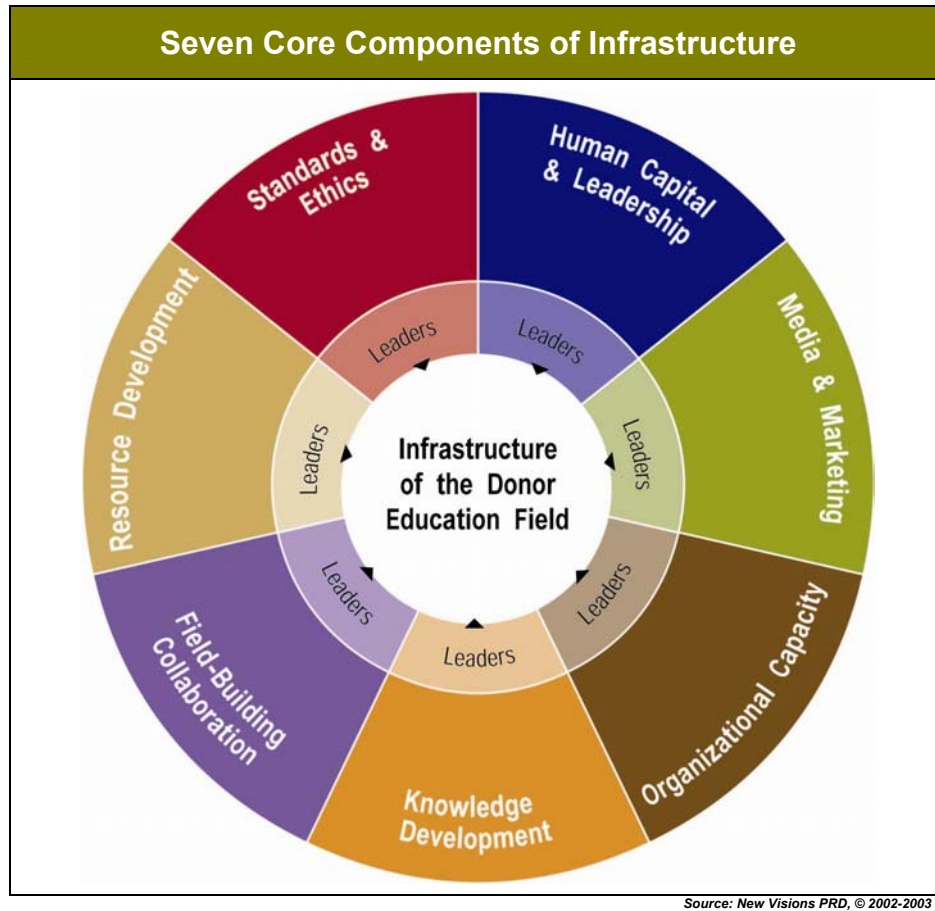 Seven Core Components of Infrastructure
Standards &
Ethics
Human Capital
& Leadership
Media & Marketing
Organizational Capacity
Knowledge
Development
Field-Building
Collaboration
Resource Development
Leaders
Leaders
Leaders
Leaders
Leaders
Leaders
Leaders
Infrastructure
of the Donor
Education Field
Source: New Visions PRD, © 2002-2003